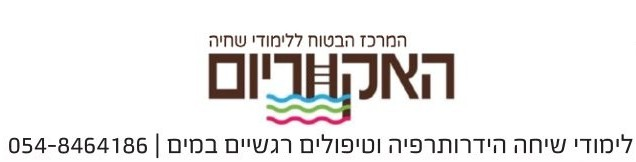 המרכז הבטוח ללימודי שחיה
האקווריום
לימודי שיחה הידרותרפיה וטיפולים רגשיים במים | 054-8464186